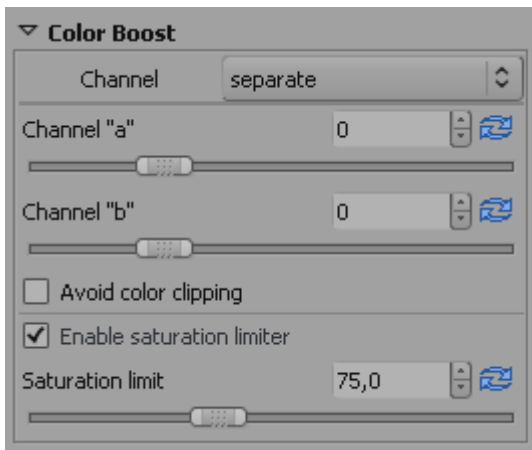 Color Boost
Channel separate
Channel "a" 0
Channel "b" 0
Avoid color clipping
Enable saturation limiter
Saturation limit 75,0